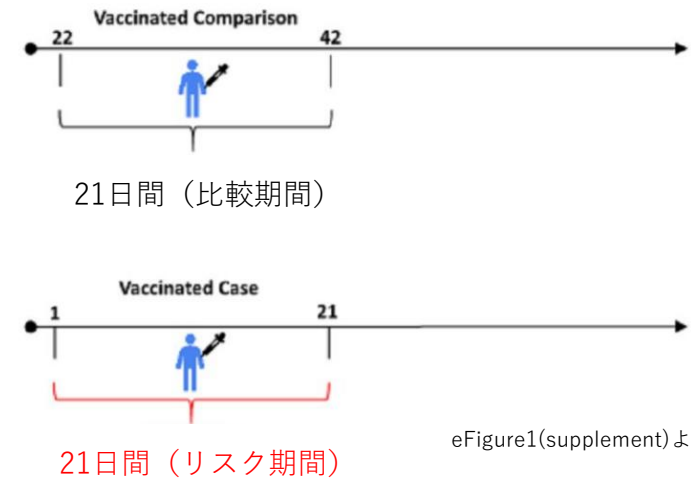 Vaccinated Comparison
22 42
21日間（比較期間）
Vaccinated Case
1 21
eFigure1(supplement)よ
21日間（リスク期間）